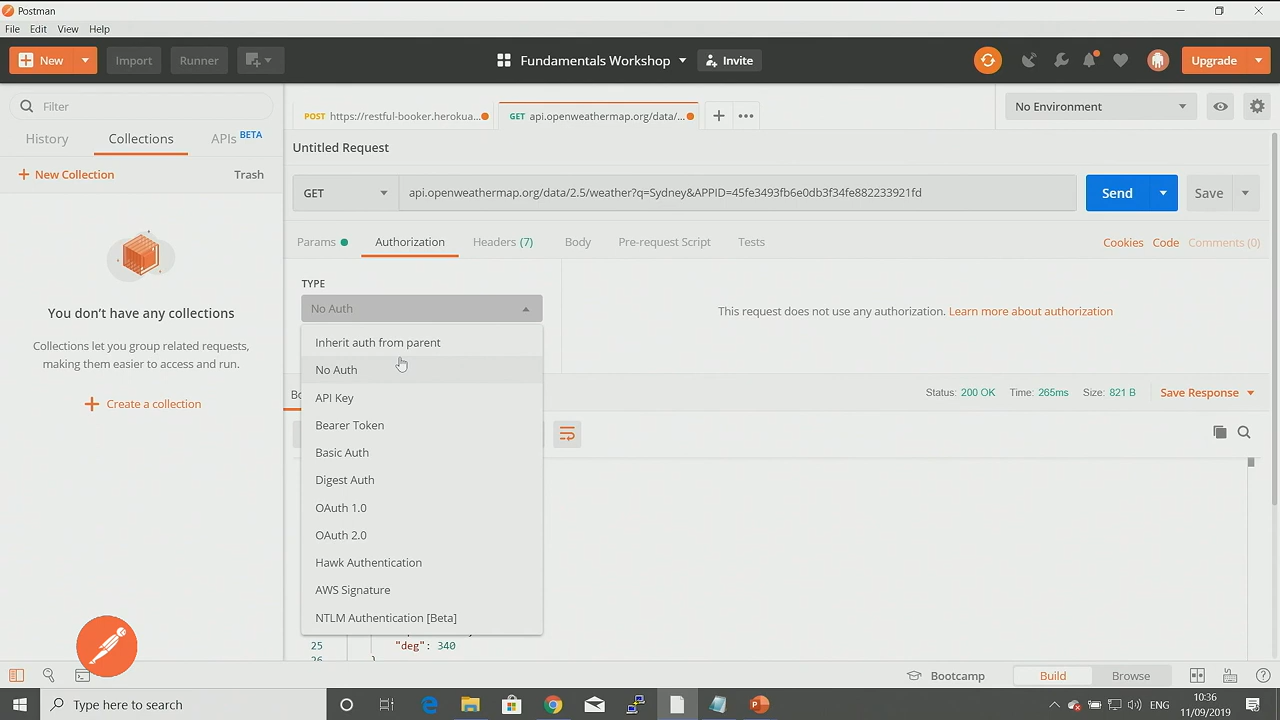 Postman
File Edit View Help
New Import Runner Fundamentals Workshop Invite Upgrade
Filter
History Collections APIs BETA
New Collection Trash
You don't have any collections
Collections let you group related requests,
making them easier to access and run.
Create a collection
POST https://restful-booker.herokua...
GET api.openweathermap.org/data/...
No Environment
Untitled Request
GET api.openweathermap.org/data/2.5/weather?q=Sydney&APPID=45fe3493fb6e0db3f34fe882233921fd Send Save
Params Authorization Headers (7) Body Pre-request Script Tests Cookies Code Comments (0)
TYPE
No Auth
This request does not use any authorization. Learn more about authorization
Inherit auth from parent
No Auth
API Key
Bearer Token
Basic Auth
Digest Auth
OAuth 1.0
OAuth 2.0
Hawk Authentication
AWS Signature
NTLM Authentication [Beta]
Status: 200 OK Time: 265ms Size: 821 B Save Response
25 "deg": 340
26 }
Bootcamp Build Browse
Type here to search
ENG
10:36
11/09/2019